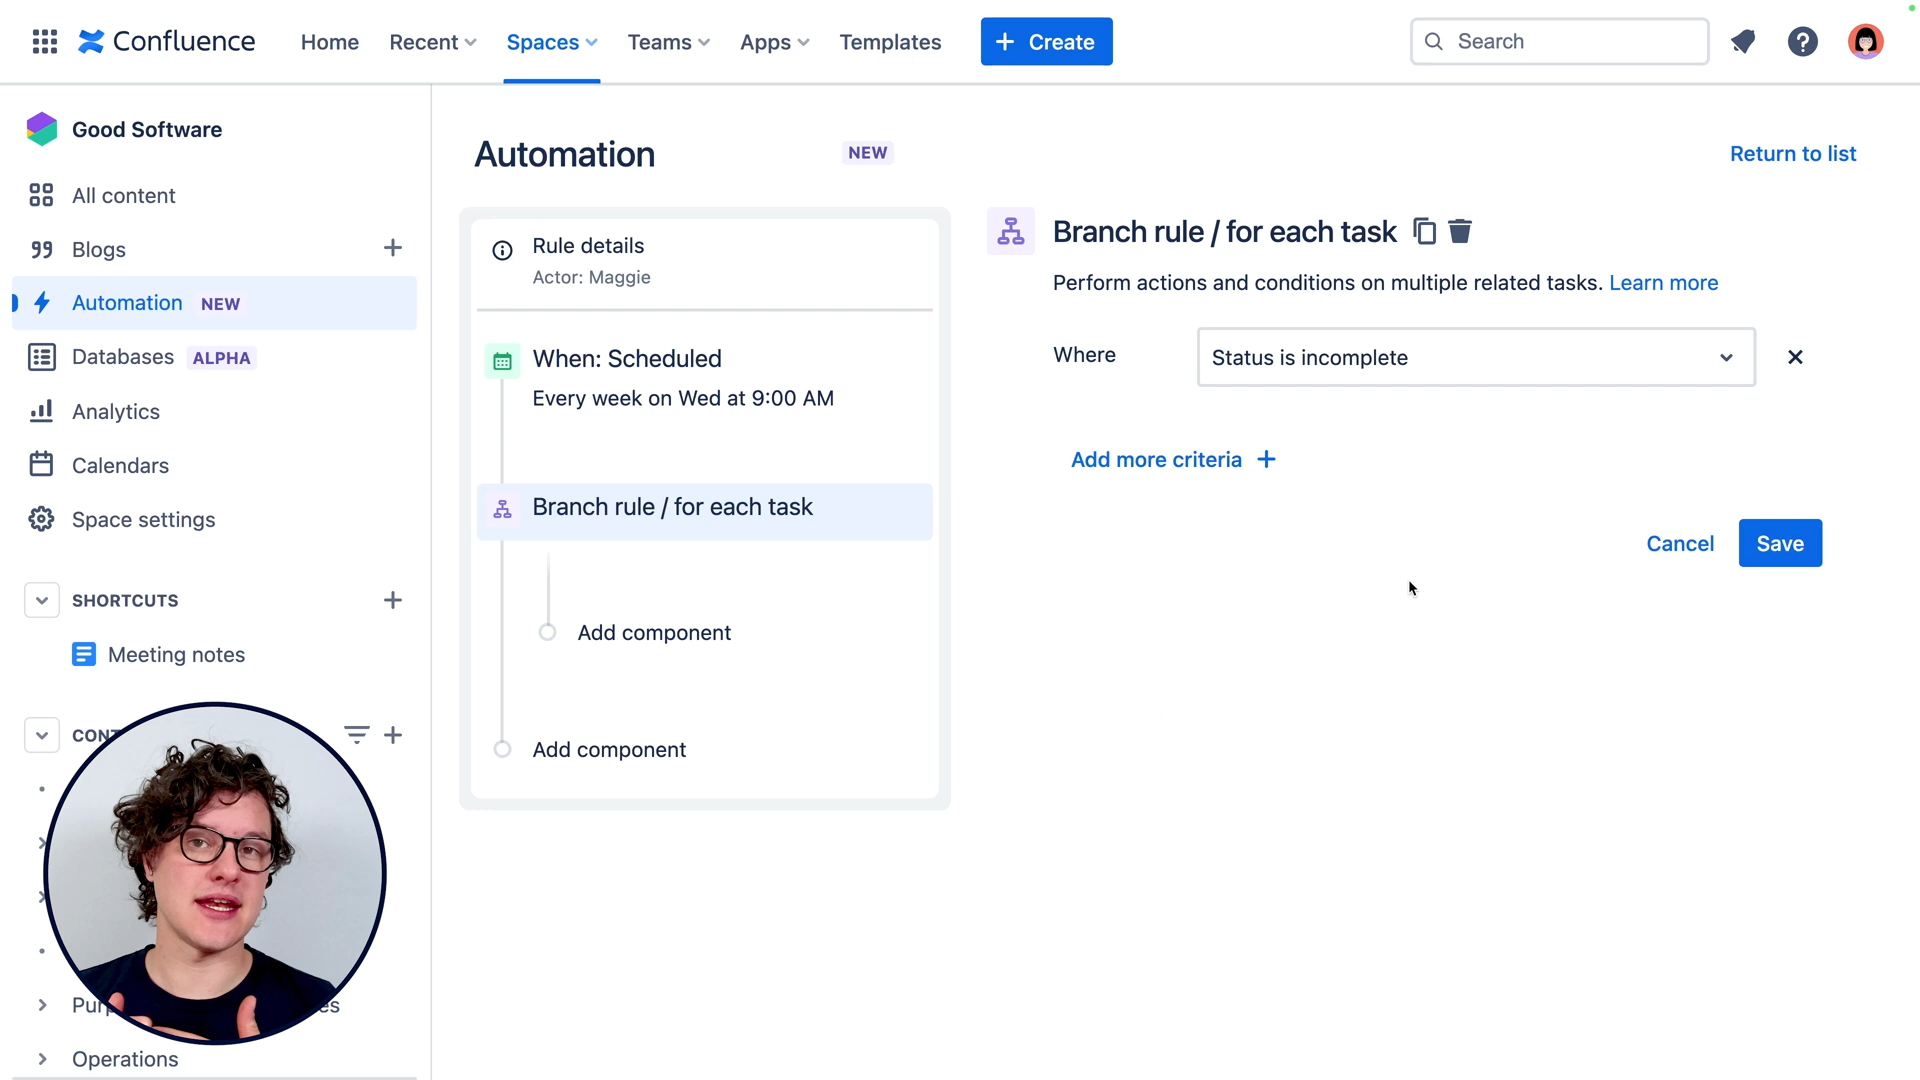 Confluence
Home
Recent
Spaces
Teams
Apps
Templates
+ Create
Search
Good Software
All content
Blogs
Automation NEW
Databases ALPHA
Analytics
Calendars
Space settings
SHORTCUTS
Meeting notes
Operations
Automation
NEW
Return to list
Rule details
Actor: Maggie
When: Scheduled
Every week on Wed at 9:00 AM
Branch rule / for each task
Add component
Add component
Branch rule / for each task
Perform actions and conditions on multiple related tasks. Learn more
Where
Status is incomplete
Add more criteria +
Cancel
Save